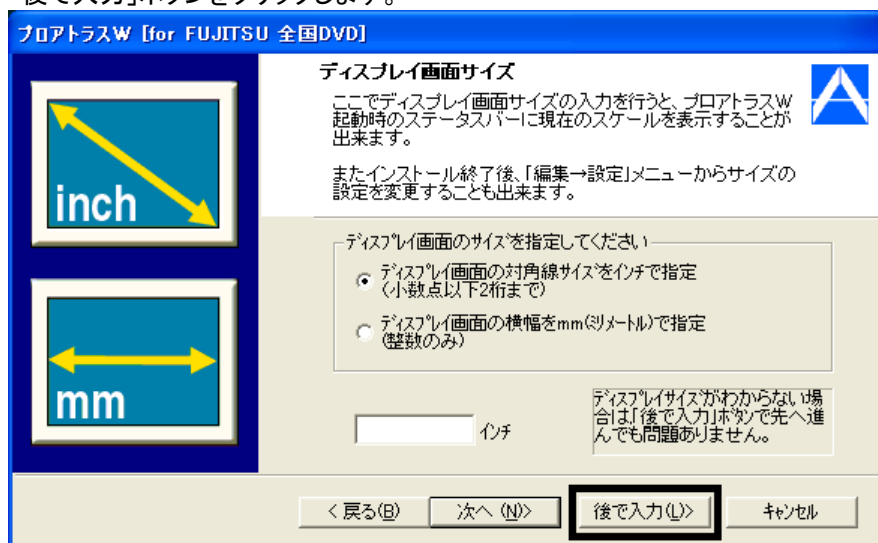 後で入力」ボタンをクリックします。
プロアトラスW [for FUJITSU 全国DVD]
ディスプレイ画面サイズ
ここでディスプレイ画面サイズの入力を行うと、プロアトラスW
起動時のステータスバーに現在のスケールを表示することが
出来ます。
またインストール終了後、「編集→設定」メニューからサイズの
設定を変更することも出来ます。
inch
mm
ディスプレイ画面のサイズを指定してください
ディスプレイ画面の対角線サイズをインチで指定
(小数点以下2桁まで)
ディスプレイ画面の横幅をmm(ミリメートル)で指定
(整数のみ)
インチ
ディスプレイサイズがわからない場
合は「後で入力」ボタンで先へ進
んでも問題ありません。
< 戻る(B)
次へ (N)>
後で入力(L)>
キャンセル